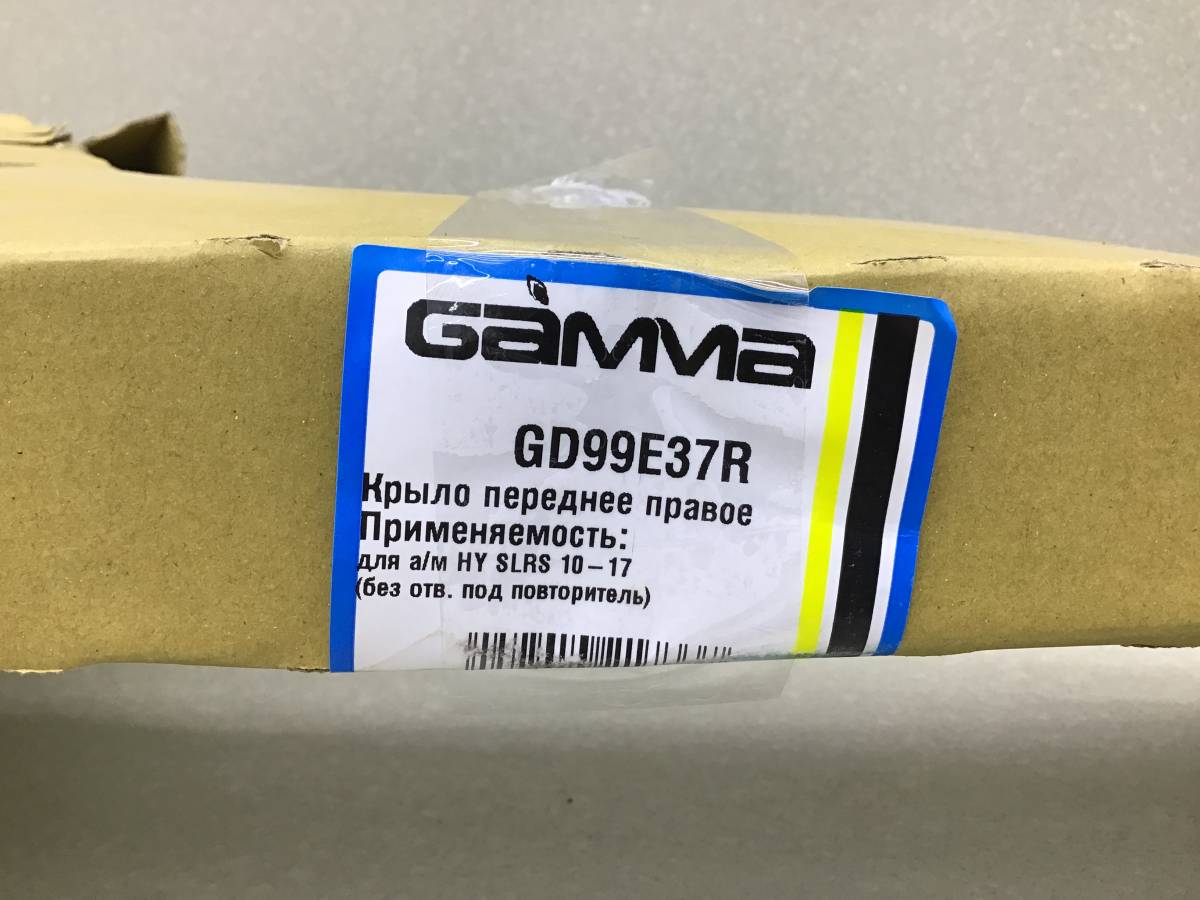 GAMMA
GD99E37R
Крыло переднее правое
Применяемость:
для а/м HY SLRS 10-17
(без отв. под повторитель)